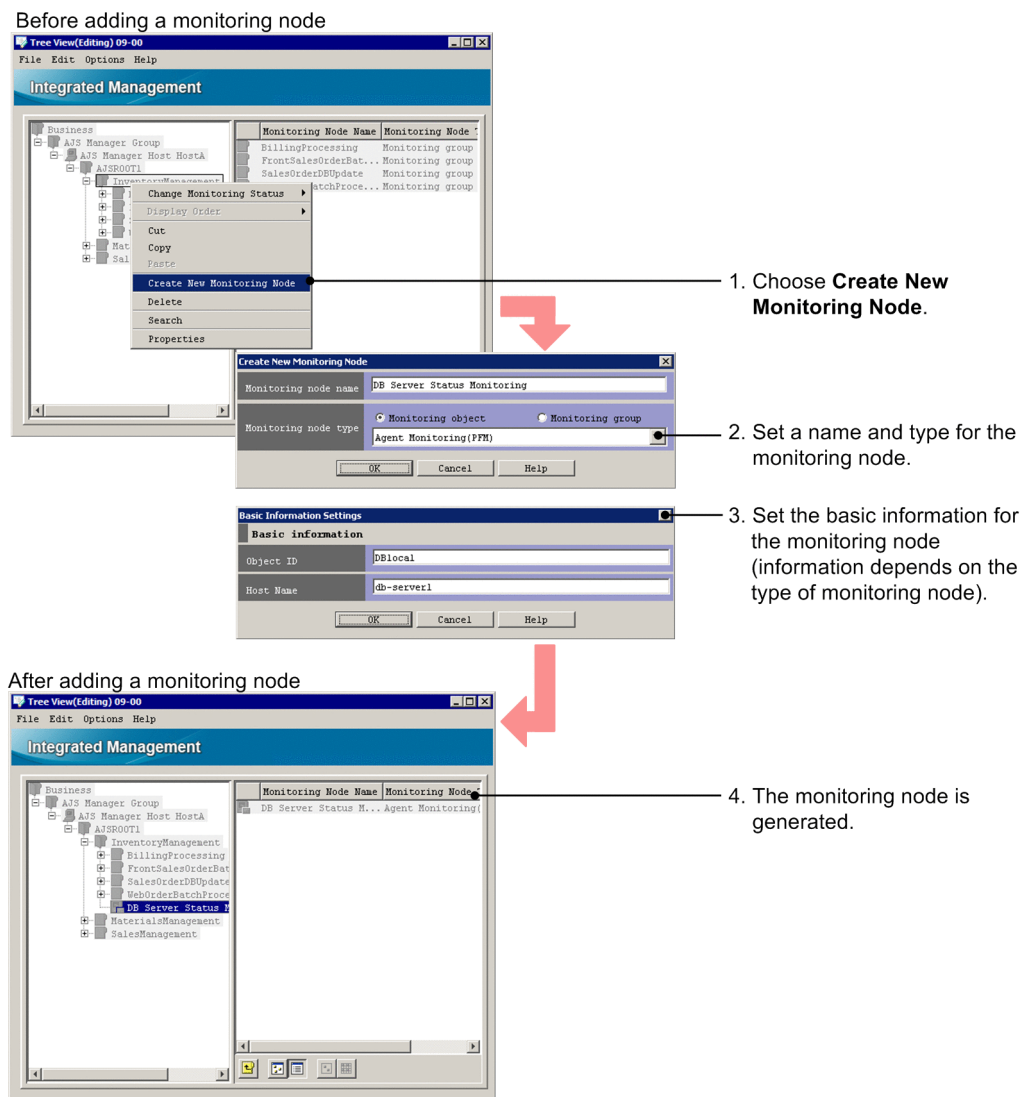 Before adding a monitoring node
Tree View(Editing) 09-00
File Edit Options Help
Integrated Management
Business
AJS Manager Group
AJS Manager Host HostA
AJSROOT1
InventoryManagement
Mat
Sal
Monitoring Node Name Monitoring Node
BillingProcessing Monitoring group
FrontSalesOrderBat... Monitoring group
SalesOrderDBUpdate Monitoring group
atchProce... Monitoring group
Change Monitoring Status
Display Order
Cut
Copy
Paste
Create New Monitoring Node
Delete
Search
Properties
1. Choose Create New
Monitoring Node.
Create New Monitoring Node
Monitoring node name DB Server Status Monitoring
Monitoring node type Monitoring object Monitoring group
Agent Monitoring(PFM)
OK Cancel Help
2. Set a name and type for the
monitoring node.
Basic Information Settings
Basic information
Object ID DBlocal
Host Name db-server1
OK Cancel Help
3. Set the basic information for
the monitoring node
(information depends on the
type of monitoring node).
After adding a monitoring node
Tree View(Editing) 09-00
File Edit Options Help
Integrated Management
Business
AJS Manager Group
AJS Manager Host HostA
AJSROOT1
InventoryManagement
BillingProcessing
FrontSalesOrderBat
SalesOrderDBUpdate
WebOrderBatchProce
DB Server Status M
MaterialsManagement
SalesManagement
Monitoring Node Name Monitoring Node
DB Server Status M... Agent Monitoring(
4. The monitoring node is
generated.